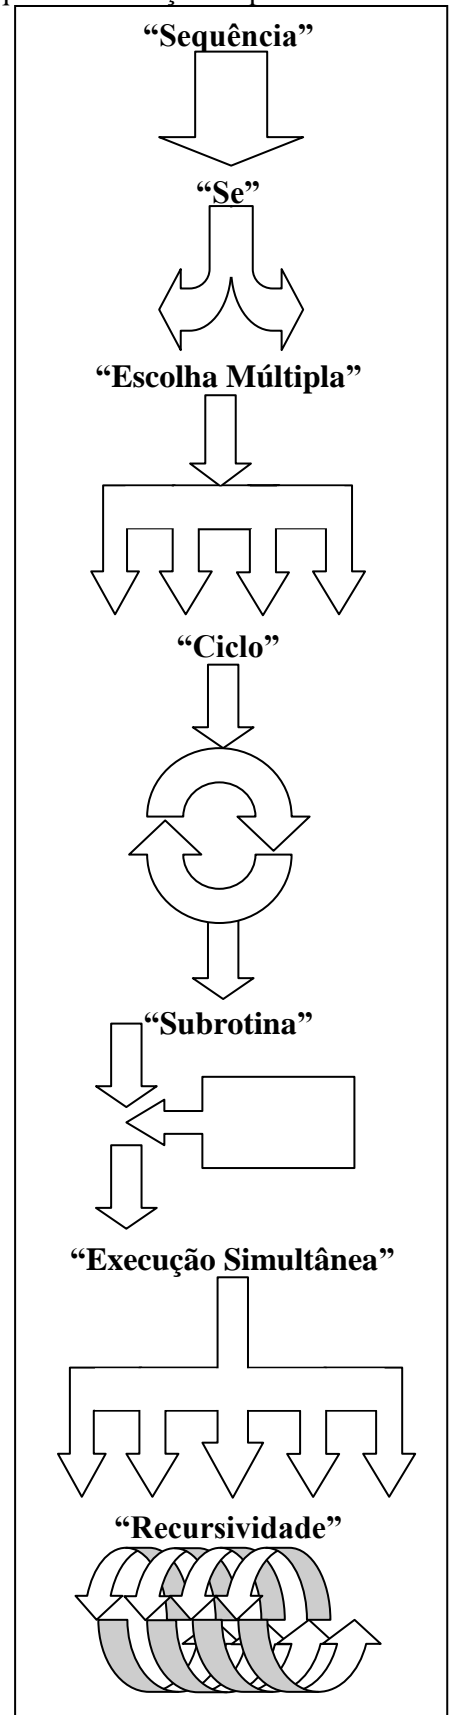 “Sequência”
“Se”
“Escolha Múltipla”
“Ciclo”
“Subrotina”
“Execução Simultânea”
“Recursividade”